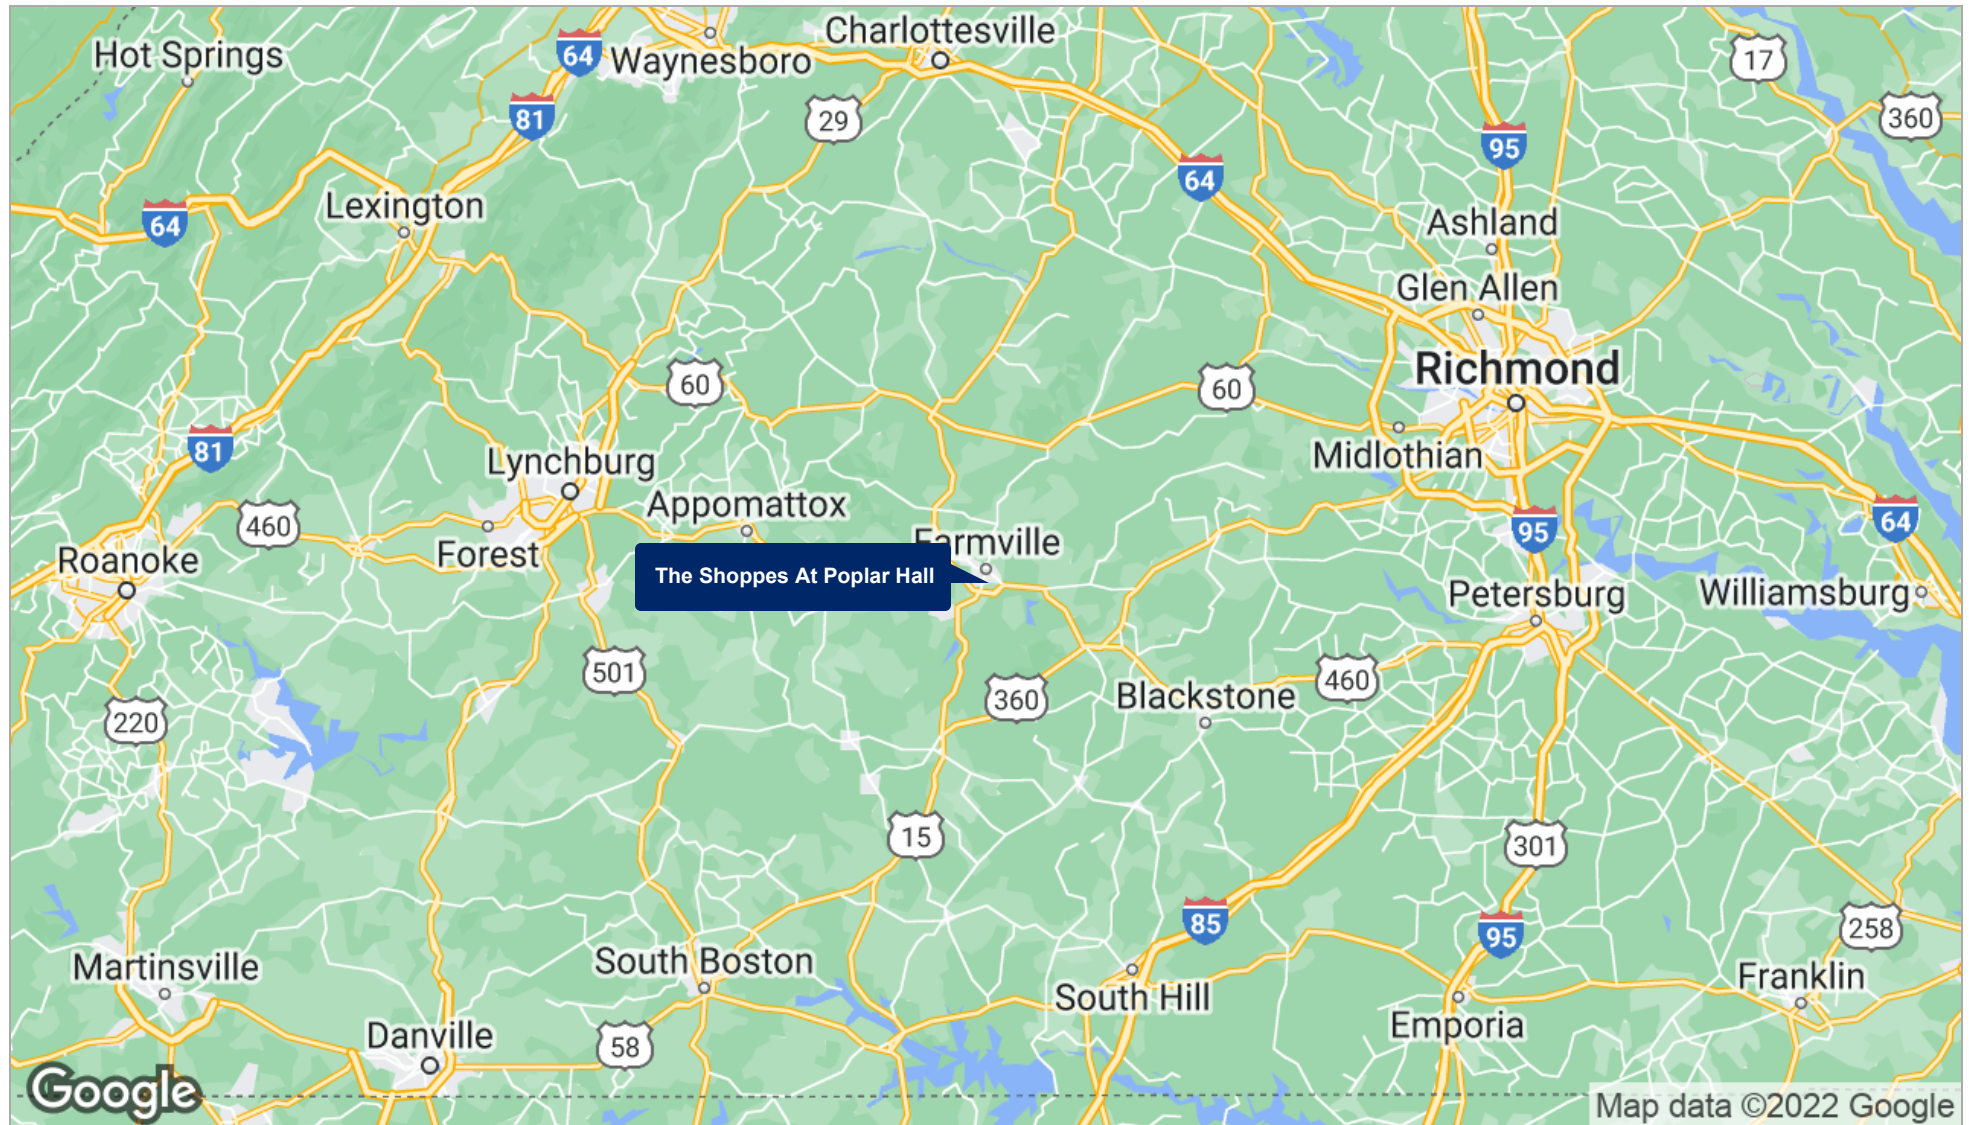 Hot Springs
64
Waynesboro
Charlottesville
17
81
29
360
95
64
Lexington
64
Ashland
Glen Allen
60
60
Richmond
81
Lynchburg
Midlothian
460
Appomattox
95
64
Forest
Farmville
Roanoke
The Shoppes At Poplar Hall
Petersburg
Williamsburg
501
220
360
Blackstone
460
15
301
85
95
258
Martinsville
South Boston
South Hill
Franklin
Emporia
Danville
58
Google
Map data ©2022 Google